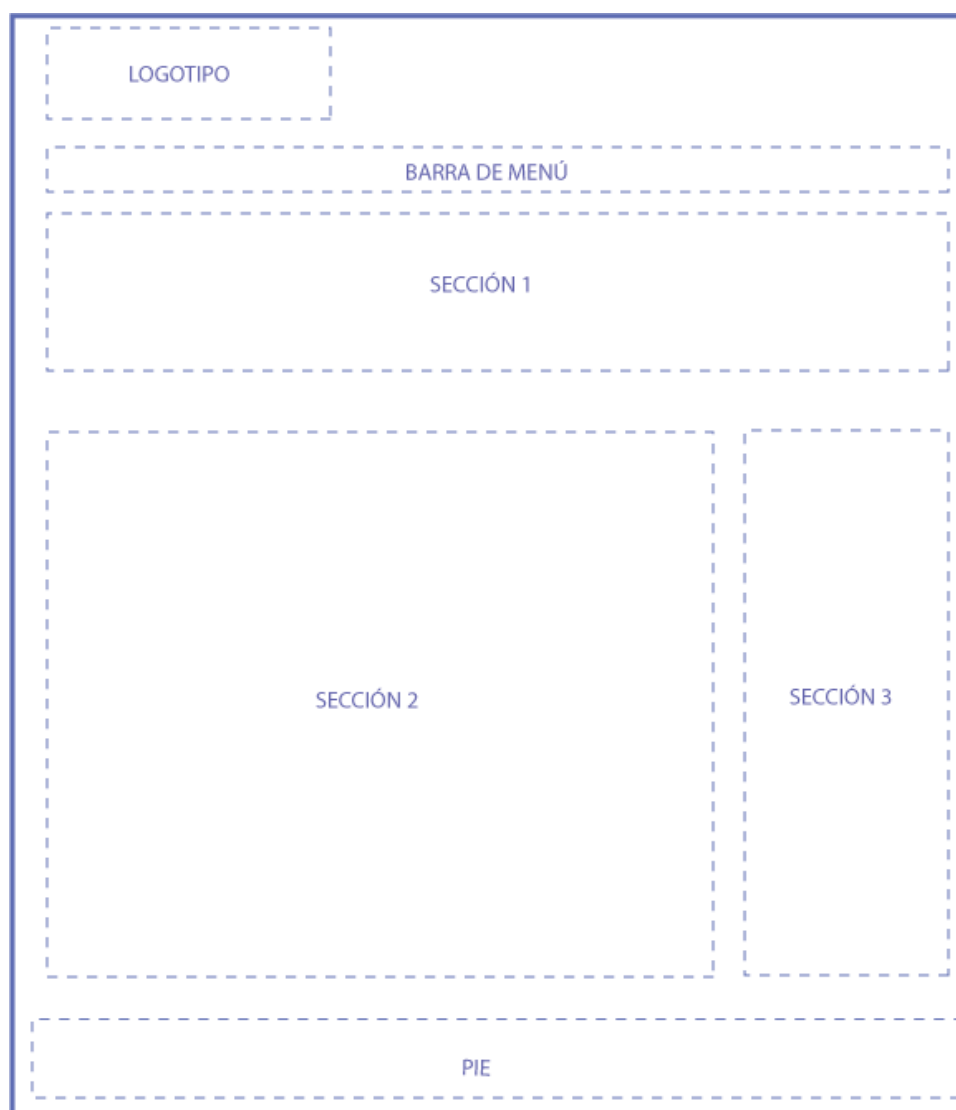 LOGOTIPO
BARRA DE MENÚ
SECCIÓN 1
SECCIÓN 2
SECCIÓN 3
PIE